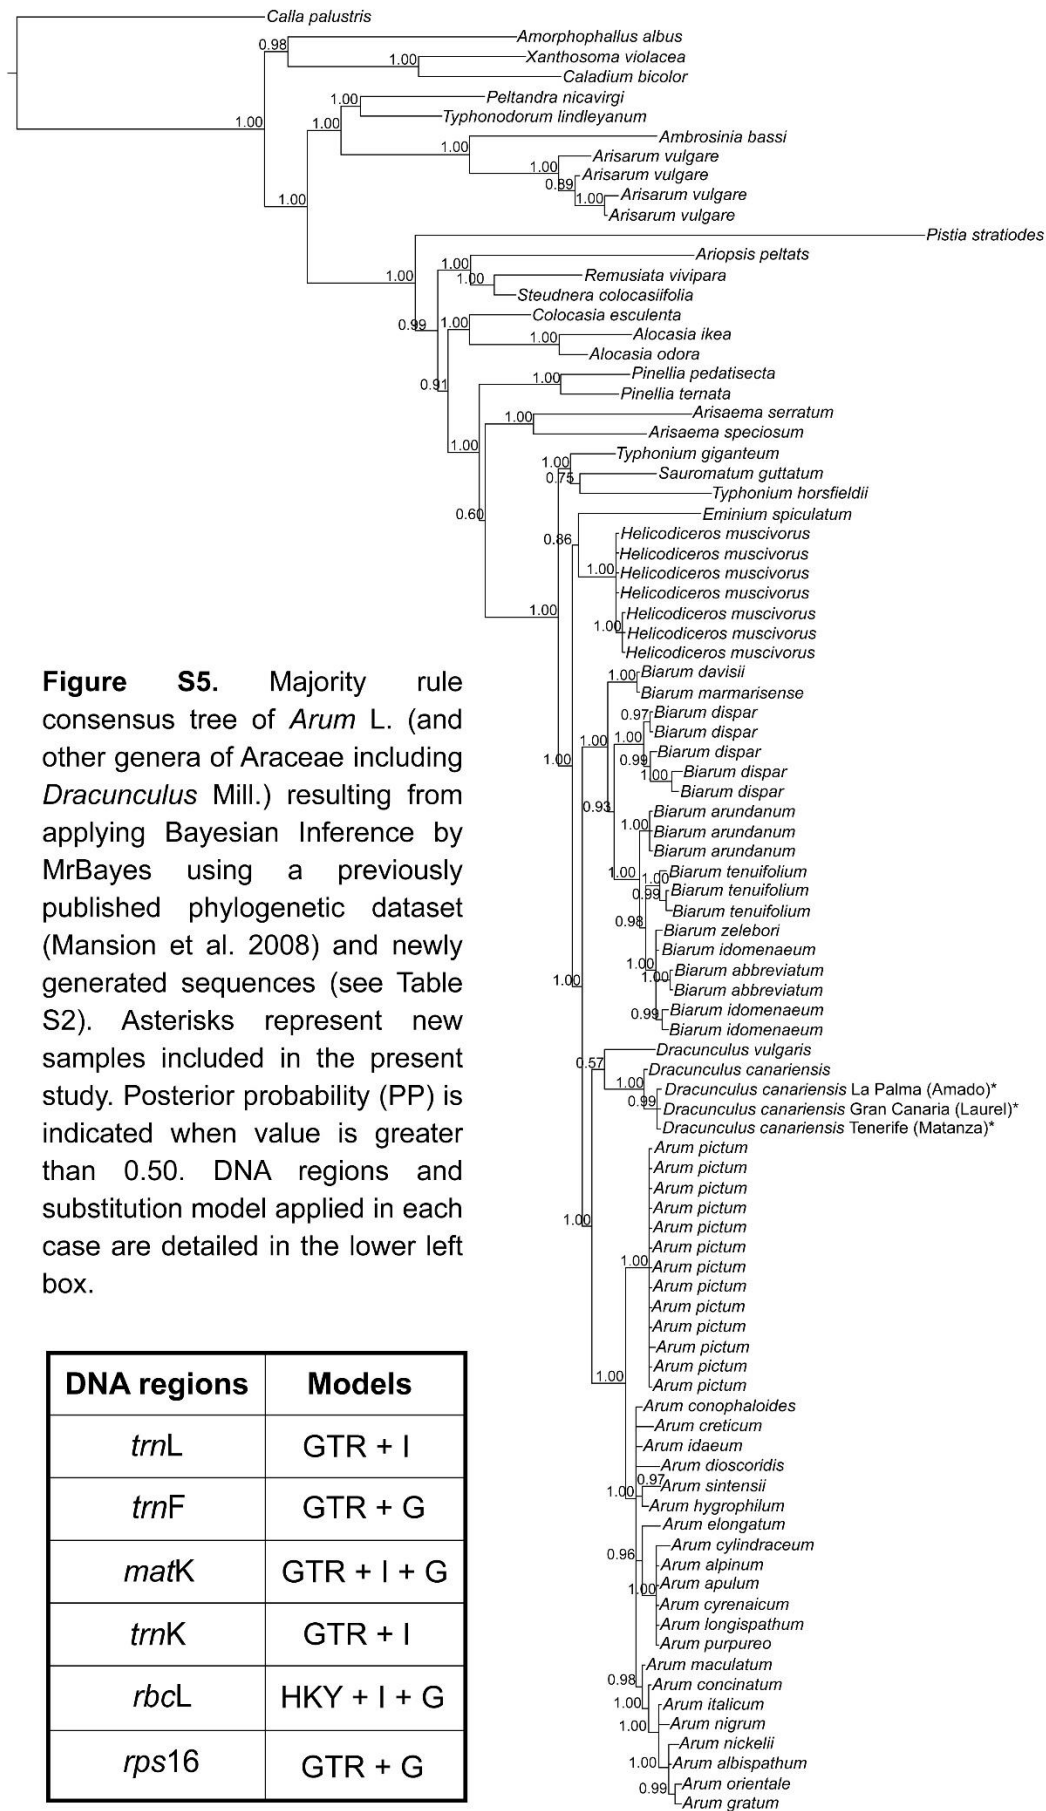 Calla palustris
0.98
Amorphophallus albus
1.00
Xanthosoma violacea
Caladium bicolor
1.00
1.00
1.00
Peltandra nicavirgi
Typhonodorum lindleyanum
1.00
Ambrosinia bassi
1.00
Arisarum vulgare
0.89
Arisarum vulgare
1.00
Arisarum vulgare
Arisarum vulgare
1.00
Pistia stratiodes
1.00
Ariopsis peltats
1.00
1.00
Remusiata vivipara
Steudnera colocasiifolia
0.99
1.00
Colocasia esculenta
1.00
Alocasia ikea
Alocasia odora
0.91
1.00
Pinellia pedatisecta
Pinellia ternata
1.00
Arisaema serratum
Arisaema speciosum
1.00
Typhonium giganteum
0.75
Sauromatum guttatum
Typhonium horsfieldii
0.60
Eminium spiculatum
0.86
Helicodiceros muscivorus
Helicodiceros muscivorus
1.00
Helicodiceros muscivorus
Helicodiceros muscivorus
Helicodiceros muscivorus
1.00
1.00
Helicodiceros muscivorus
Helicodiceros muscivorus
1.00
Biarum davisii
Biarum marmarisense
0.97
Biarum dispar
Biarum dispar
1.00
1.00
0.99
Biarum dispar
1.00
1.00
Biarum dispar
Biarum dispar
0.93
Biarum arundanum
1.00
Biarum arundanum
Biarum arundanum
1.00
1.00
Biarum tenuifolium
0.99
Biarum tenuifolium
Biarum tenuifolium
0.98
Biarum zelebori
Biarum idomenaeum
1.00
1.00
1.00
Biarum abbreviatum
Biarum abbreviatum
0.99
Biarum idomenaeum
Biarum idomenaeum
0.57
Dracunculus vulgaris
Dracunculus canariensis
1.00
0.99
Dracunculus canariensis La Palma (Amado)*
Dracunculus canariensis Gran Canaria (Laurel)*
Dracunculus canariensis Tenerife (Matanza)*
Arum pictum
Arum pictum
Arum pictum
Arum pictum
1.00
Arum pictum
Arum pictum
1.00
Arum pictum
Arum pictum
Arum pictum
Arum pictum
Arum pictum
Arum pictum
1.00
Arum pictum
Arum conophaloides
Arum creticum
Arum idaeum
Arum dioscoridis
0.97
1.00
Arum sintensii
Arum hygrophilum
Arum elongatum
0.96
Arum cylindraceum
Arum alpinum
1.00
Arum apulum
Arum cyrenaicum
Arum longispathum
Arum purpureo
0.98
Arum maculatum
Arum concinatum
1.00
Arum italicum
1.00
Arum nigrum
Arum nickelii
1.00
Arum albispathum
0.99
Arum orientale
Arum gratum
Figure S5. Majority rule
consensus tree of Arum L. (and
other genera of Araceae including
Dracunculus Mill.) resulting from
applying Bayesian Inference by
MrBayes using a previously
published phylogenetic dataset
(Mansion et al. 2008) and newly
generated sequences (see Table
S2). Asterisks represent new
samples included in the present
study. Posterior probability (PP) is
indicated when value is greater
than 0.50. DNA regions and
substitution model applied in each
case are detailed in the lower left
box.
DNA regions Models
trnL GTR + I
trnF GTR + G
matK GTR + I + G
trnK GTR + I
rbcL HKY + I + G
rps16 GTR + G